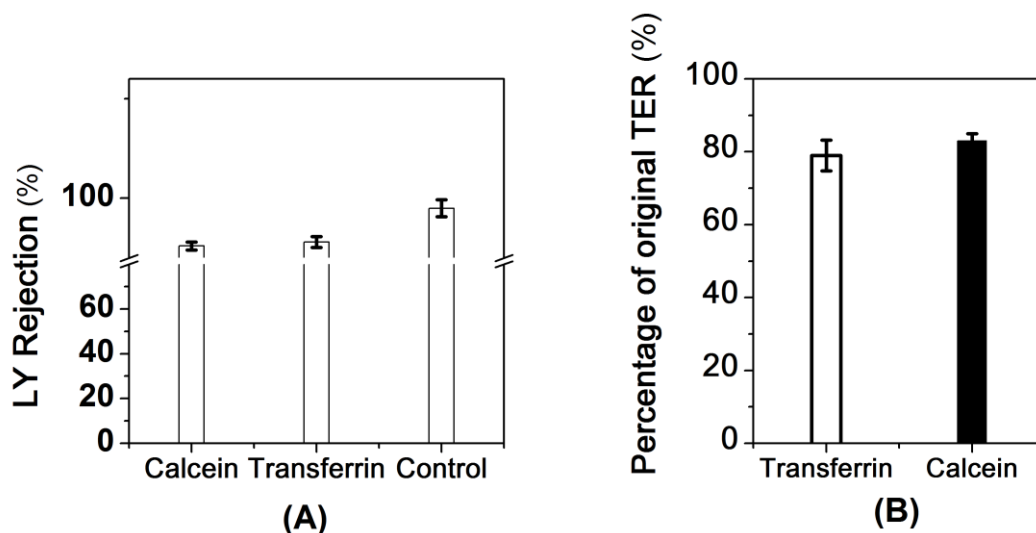 LY Rejection (%)
100
60
40
20
0
Calcein Transferrin Control
(A)
Percentage of original TER (%)
100
80
60
40
20
0
Transferrin Calcein
(B)